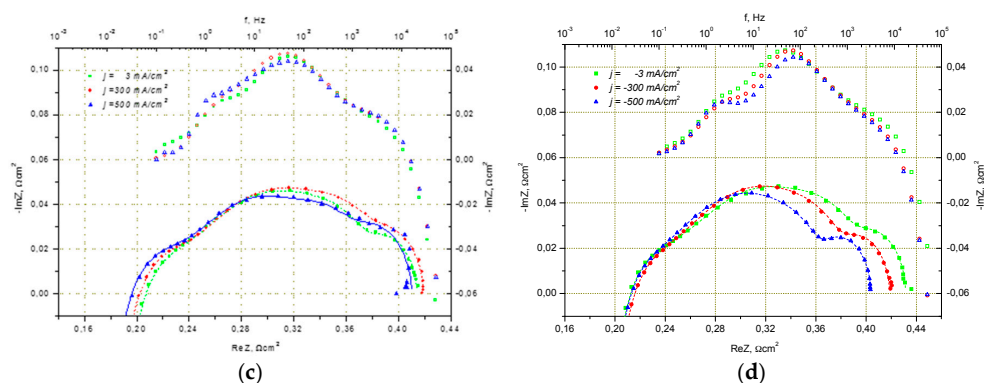 f, Hz
10⁻³ 10⁻² 10⁻¹ 10⁰ 10¹ 10² 10³ 10⁴ 10⁵
j = 3 mA/cm²
j =300 mA/cm²
j =500 mA/cm²
-ImZ, Ωcm²
0,10
0,08
0,06
0,04
0,02
0,00
0,04
0,02
0,00
-0,02
-0,04
-0,06
-ImZ, Ωcm²
0,16 0,20 0,24 0,28 0,32 0,36 0,40 0,44
ReZ, Ωcm²
(c)
f, Hz
10⁻³ 10⁻² 10⁻¹ 10⁰ 10¹ 10² 10³ 10⁴ 10⁵
j = -3 mA/cm²
j = -300 mA/cm²
j = -500 mA/cm²
-ImZ, Ωcm²
0,10
0,08
0,06
0,04
0,02
0,00
0,04
0,02
0,00
-0,02
-0,04
-0,06
-ImZ, Ωcm²
0,16 0,20 0,24 0,28 0,32 0,36 0,40 0,44
ReZ, Ωcm²
(d)